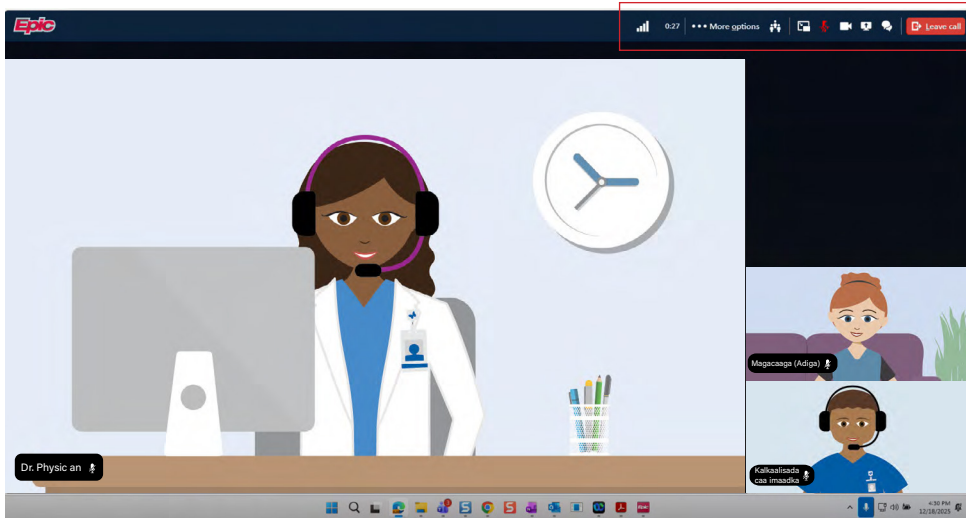 Epic
0:27 ••• More options Leave call
Magacaaga (Adiga)
Kalkaalisada
caa imaadka
Dr. Physic an
4:30 PM
12/18/2025